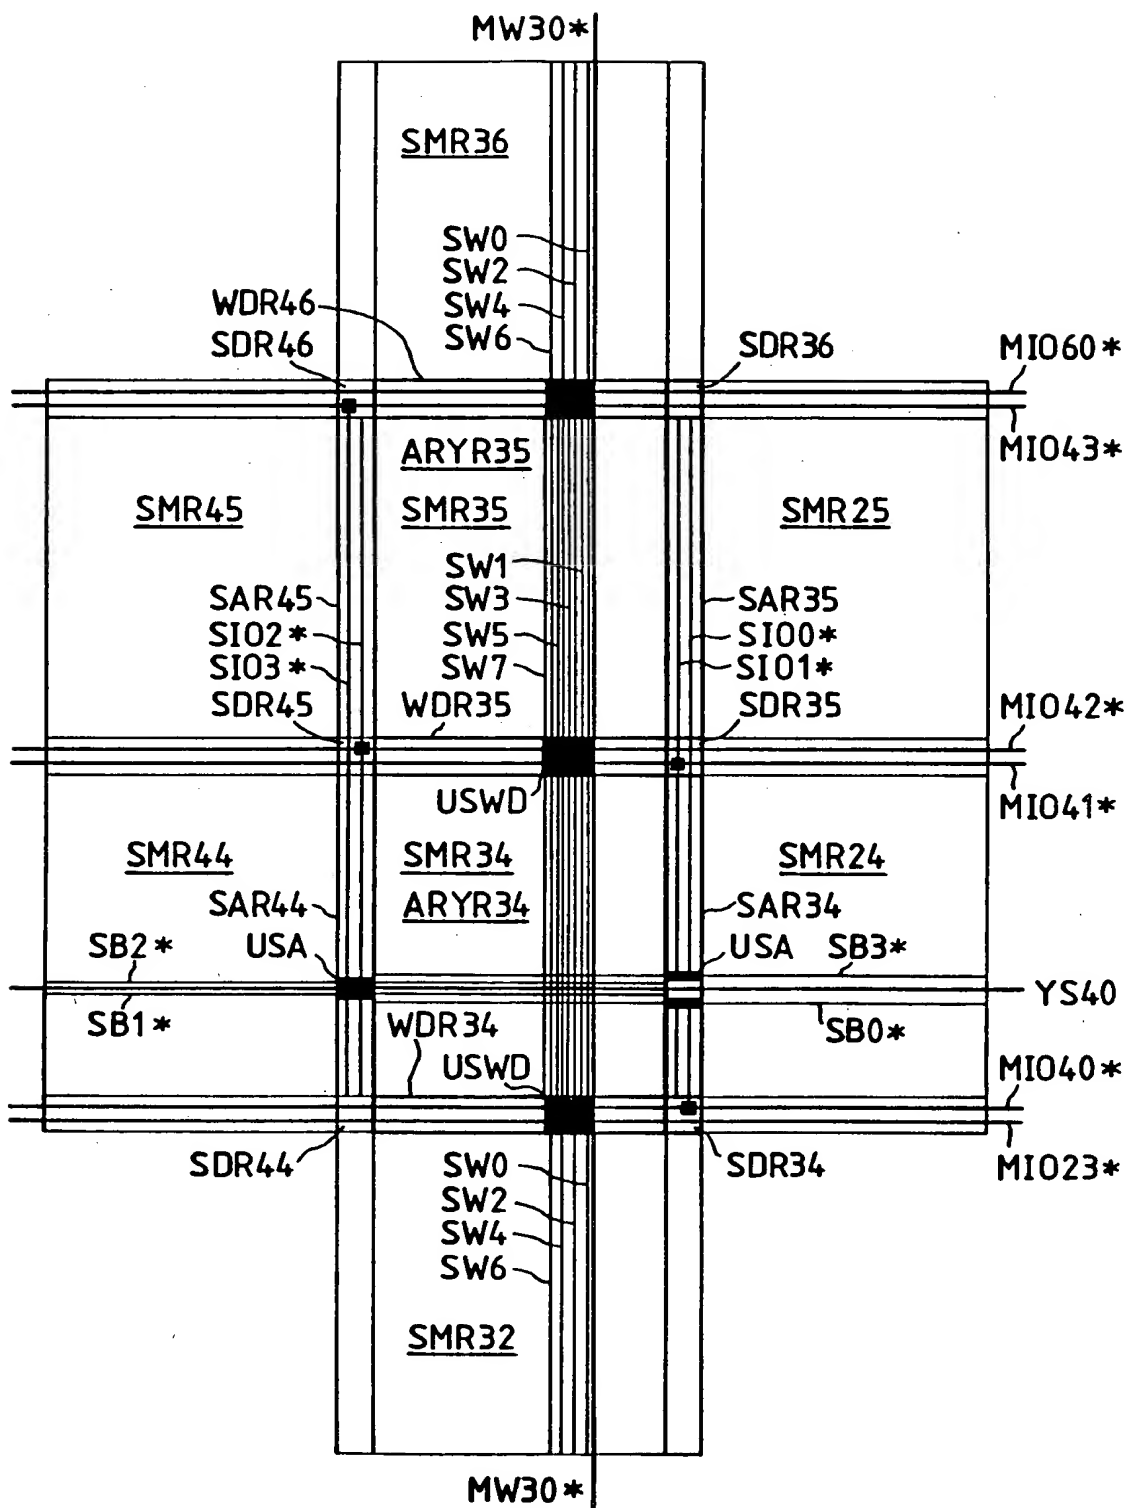 MW30*
SMR36
SW0
SW2
SW4
SW6
WDR46
SDR46
SDR36
MIO60*
MIO43*
ARYR35
SMR45
SMR35
SMR25
SW1
SW3
SW5
SW7
SAR45
SIO2*
SIO3*
SDR45
SAR35
SIO0*
SIO1*
SDR35
WDR35
MIO42*
MIO41*
USWD
SMR44
SMR34
SMR24
ARYR34
SAR44
SAR34
USA
USA
SB2*
SB3*
YS40
SB1*
SB0*
WDR34
USWD
MIO40*
MIO23*
SDR44
SDR34
SW0
SW2
SW4
SW6
SMR32
MW30*